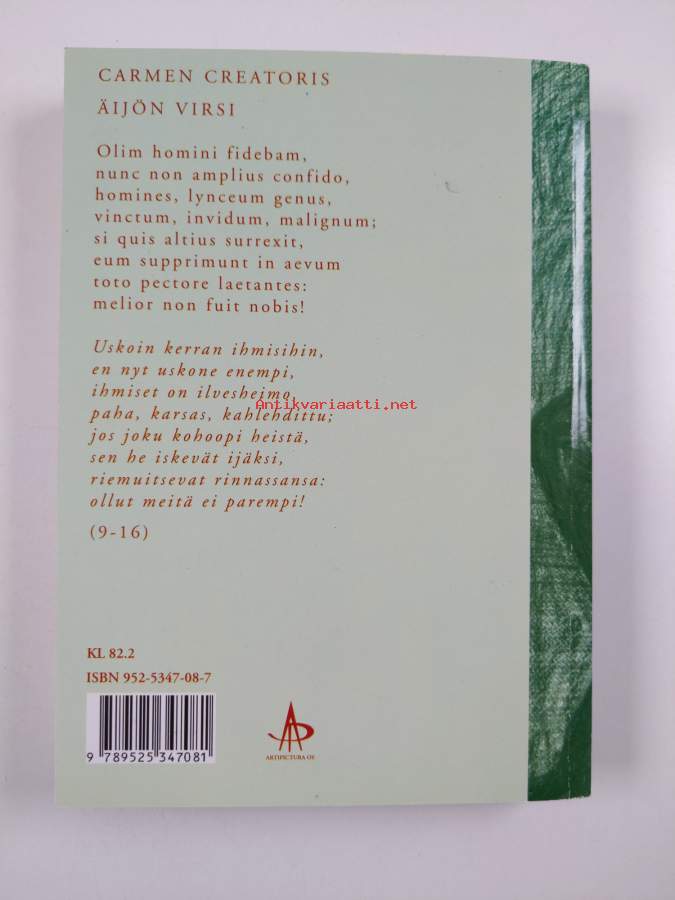 CARMEN CREATORIS
ÄIJÖN VIRSI
Olim homini fidebam,
nunc non amplius confido,
homines, lynceum genus,
vinctum, invidum, malignum;
si quis altius surrexit,
eum supprimunt in aevum
toto pectore laetantes:
melior non fuit nobis!
Uskoin kerran ihmisihin,
en nyt uskone enempi,
ihmiset on ilvesheimo,
Antikvariaatti.net
paha, karsas, kahlehdittu;
jos joku kohoopi heistä,
sen he iskevät ijäksi,
riemuitsevat rinnassansa:
ollut meitä ei parempi!
(9-16)
KL 82.2
ISBN 952-5347-08-7
9 789525 347081
ARTIPICTURA OY